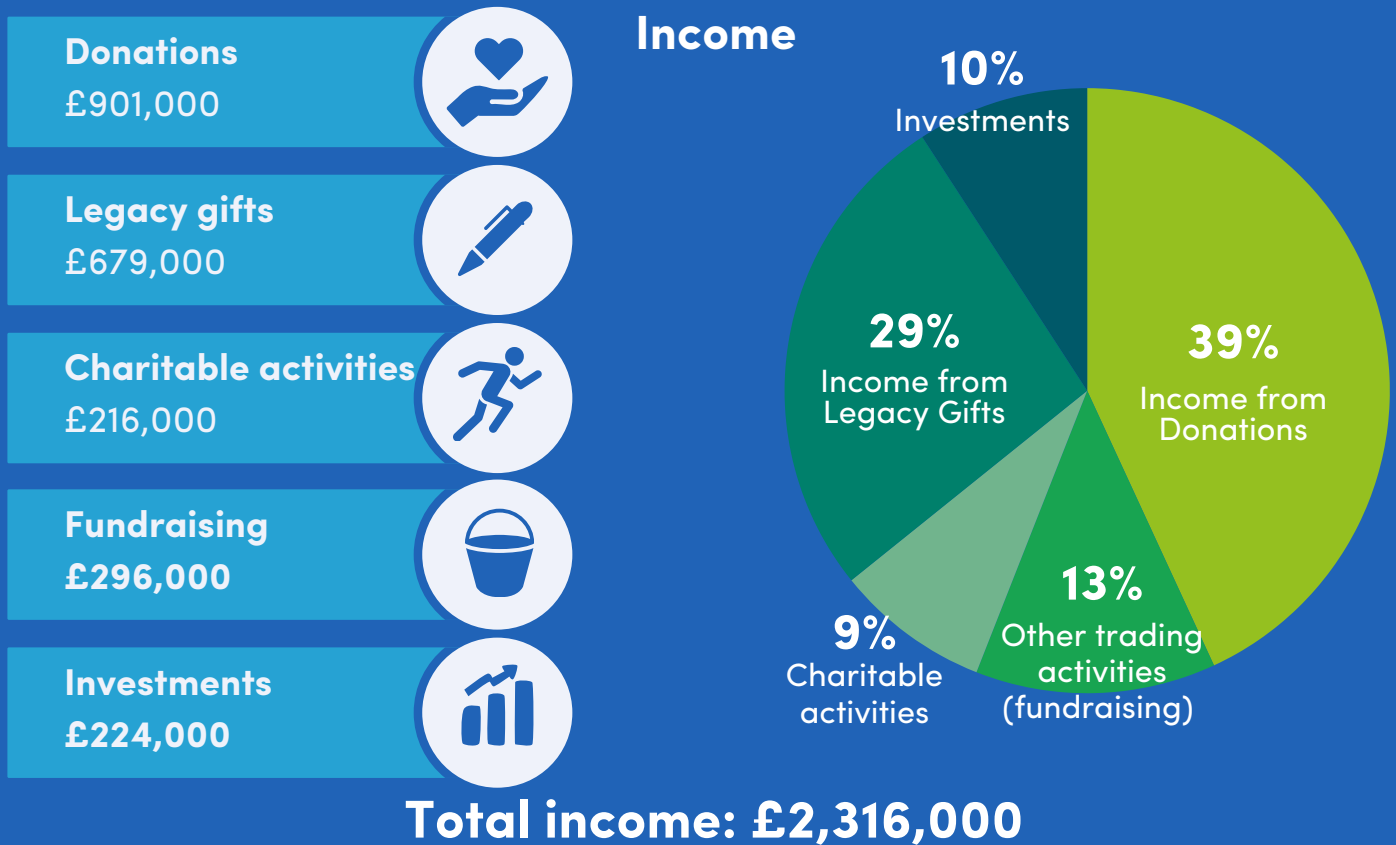 Donations
£901,000
Legacy gifts
£679,000
Charitable activities
£216,000
Fundraising
£296,000
Investments
£224,000
Income
10%
Investments
39%
Income from
Donations
29%
Income from
Legacy Gifts
13%
Other trading
activities
(fundraising)
9%
Charitable
activities
Total income: £2,316,000